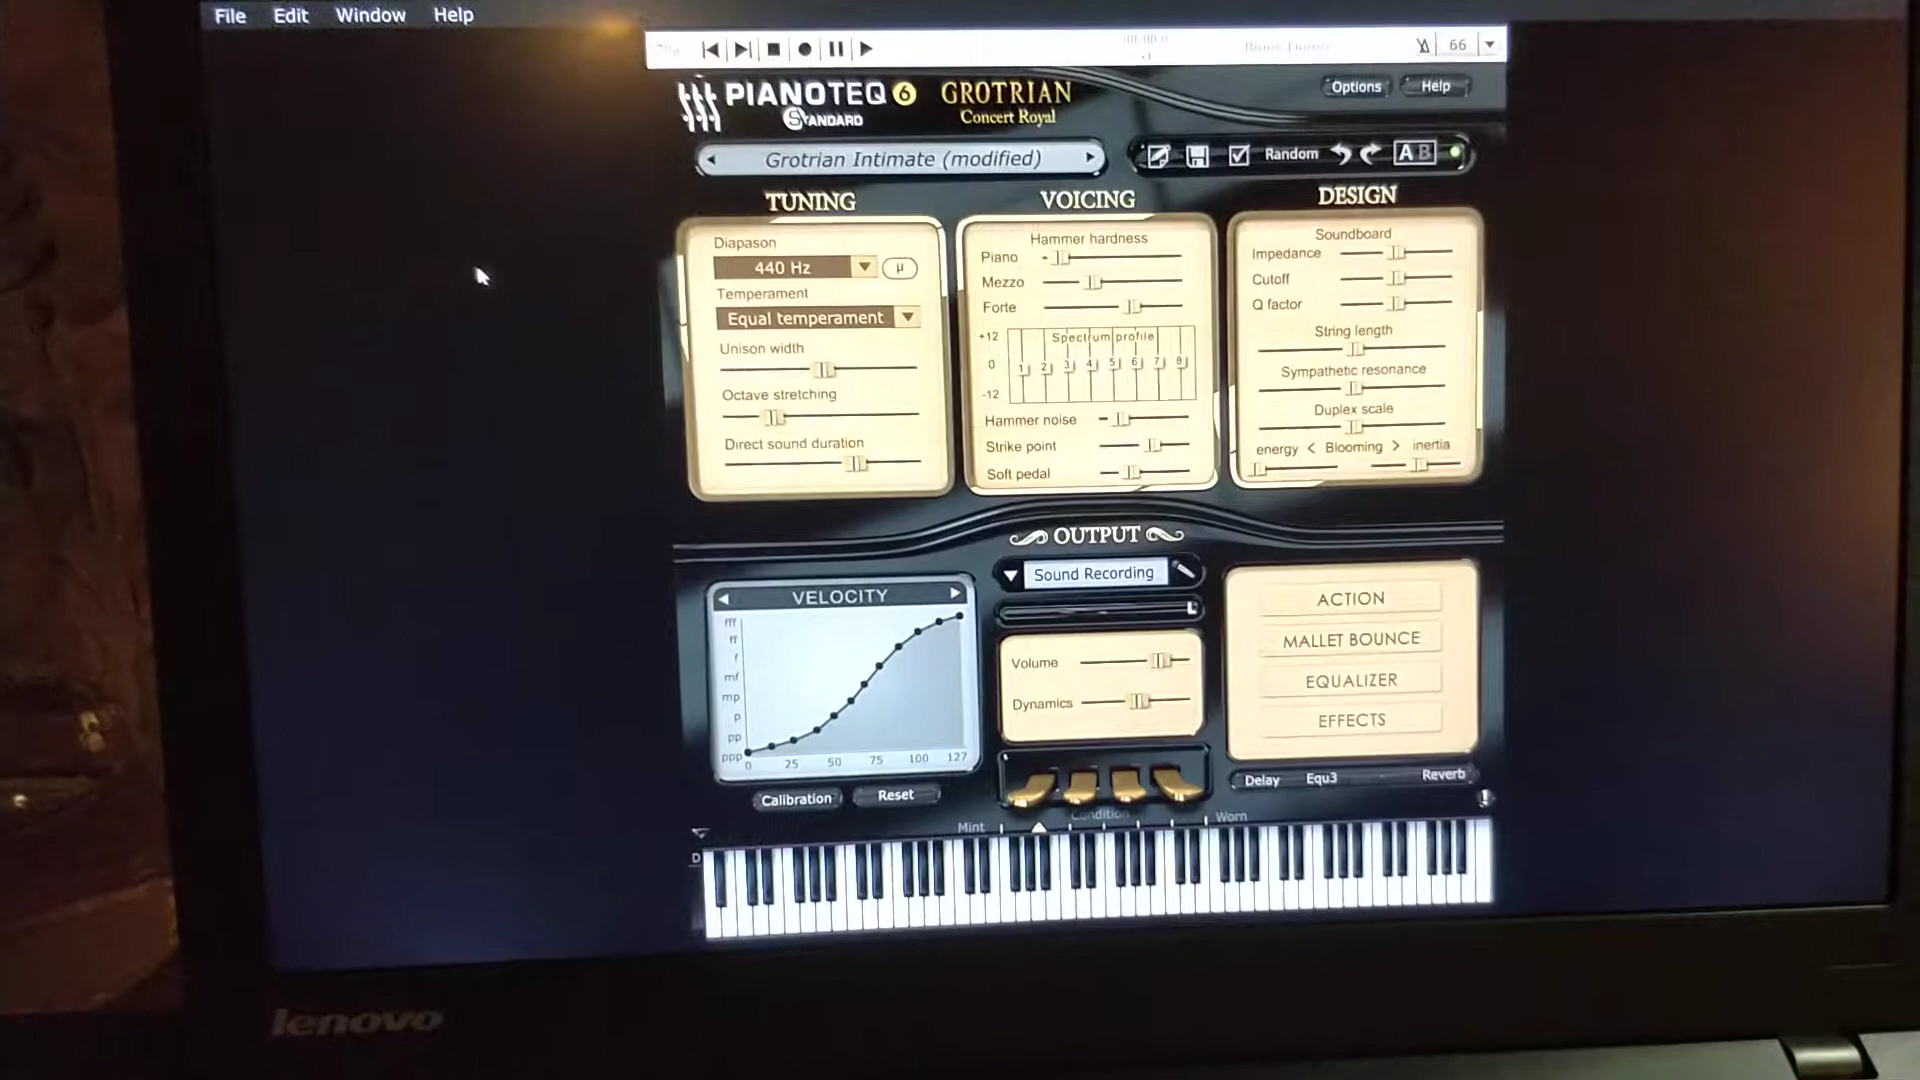 File Edit Window Help
66
PIANOTEQ 6 GROTRIAN
STANDARD Concert Royal
Options Help
Grotrian Intimate (modified)
Random A B
TUNING
Diapason
440 Hz μ
Temperament
Equal temperament
Unison width
Octave stretching
Direct sound duration
VOICING
Hammer hardness
Piano
Mezzo
Forte
Spectrum profile
+12
0
-12
1 2 3 4 5 6 7 8
Hammer noise
Strike point
Soft pedal
DESIGN
Soundboard
Impedance
Cutoff
Q factor
String length
Sympathetic resonance
Duplex scale
energy < Blooming > inertia
OUTPUT
VELOCITY
fff
ff
f
mf
mp
p
pp
ppp
0 25 50 75 100 127
Calibration Reset
Sound Recording
L
Volume
Dynamics
ACTION
MALLET BOUNCE
EQUALIZER
EFFECTS
Delay Equ3 Reverb
Mint Condition Worn
D
lenovo